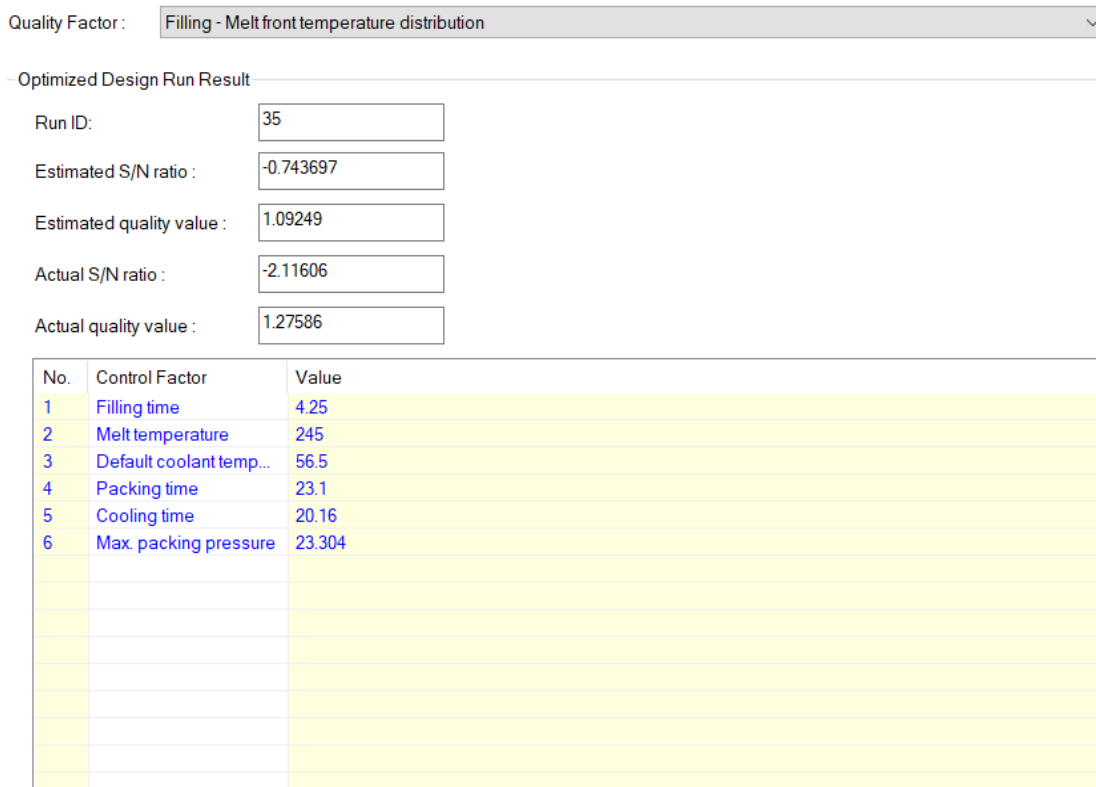 Quality Factor : Filling - Melt front temperature distribution
Optimized Design Run Result
Run ID: 35
Estimated S/N ratio : -0.743697
Estimated quality value : 1.09249
Actual S/N ratio : -2.11606
Actual quality value : 1.27586
No. Control Factor Value
1 Filling time 4.25
2 Melt temperature 245
3 Default coolant temp... 56.5
4 Packing time 23.1
5 Cooling time 20.16
6 Max. packing pressure 23.304